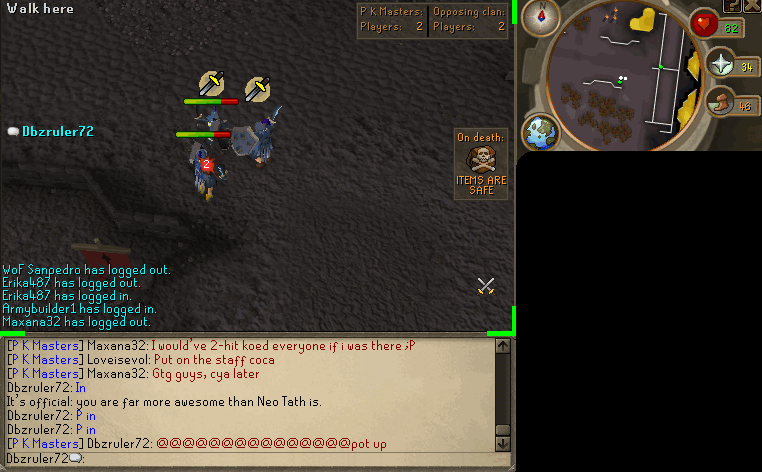 Walk here
P K Masters: Opposing clan:
Players: 2 Players: 2
82
34
46
Dbzruler72
2
On death:
ITEMS ARE
SAFE
WoF Sanpedro has logged out.
Erika487 has logged out.
Erika487 has logged in.
Armybuilder1 has logged in.
Maxana32 has logged out.
[P K Masters] Maxana32: I would've 2-hit koed everyone if i was there ;P
[P K Masters] Loveisevol: Put on the staff coca
[P K Masters] Maxana32: Gtg guys, cya later
Dbzruler72: In
It's official: you are far more awesome than Neo Tath is.
Dbzruler72: P in
Dbzruler72: P in
[P K Masters] Dbzruler72: @@@@@@@@@@@@@@@pot up
Dbzruler72: